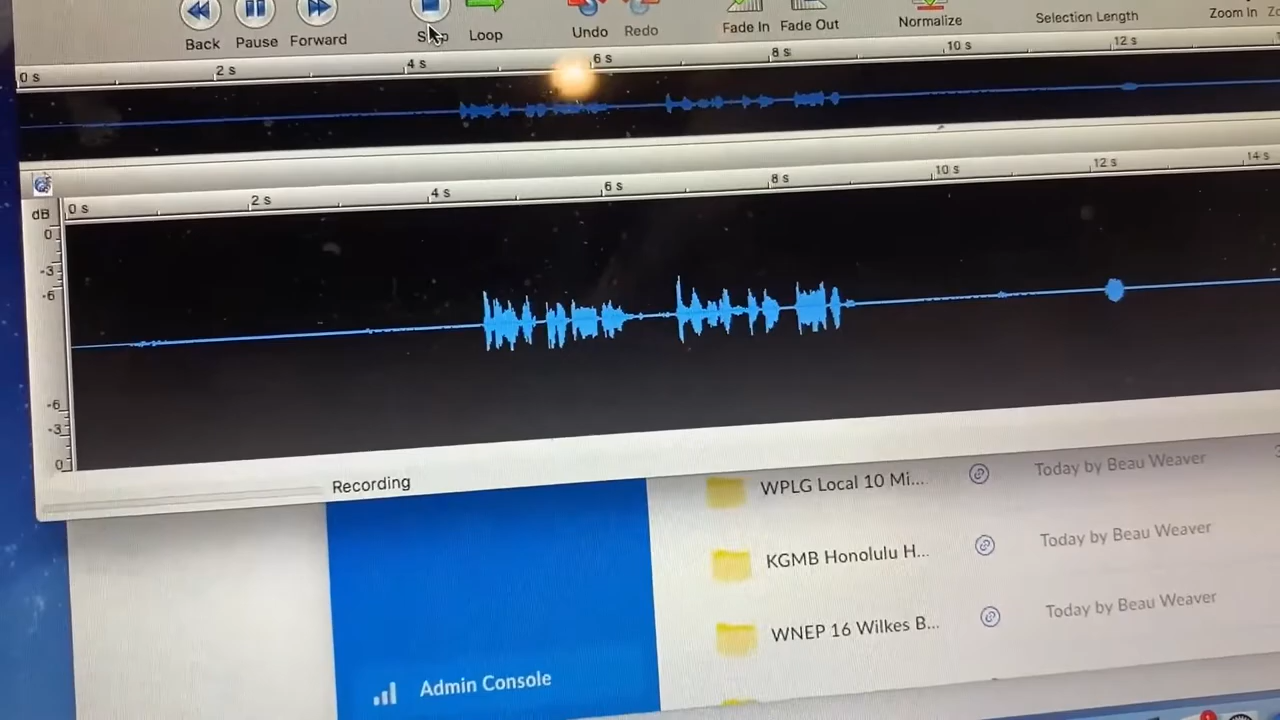 Back Pause Forward Stop Loop Undo Redo Fade In Fade Out Normalize Selection Length Zoom In
0 s 2 s 4 s 6 s 8 s 10 s 12 s
dB 0 s 2 s 4 s 6 s 8 s 10 s 12 s 14 s
0
-3
-6
-6
-3
0
Recording
WPLG Local 10 Mi... Today by Beau Weaver
KGMB Honolulu H... Today by Beau Weaver
WNEP 16 Wilkes B... Today by Beau Weaver
Admin Console